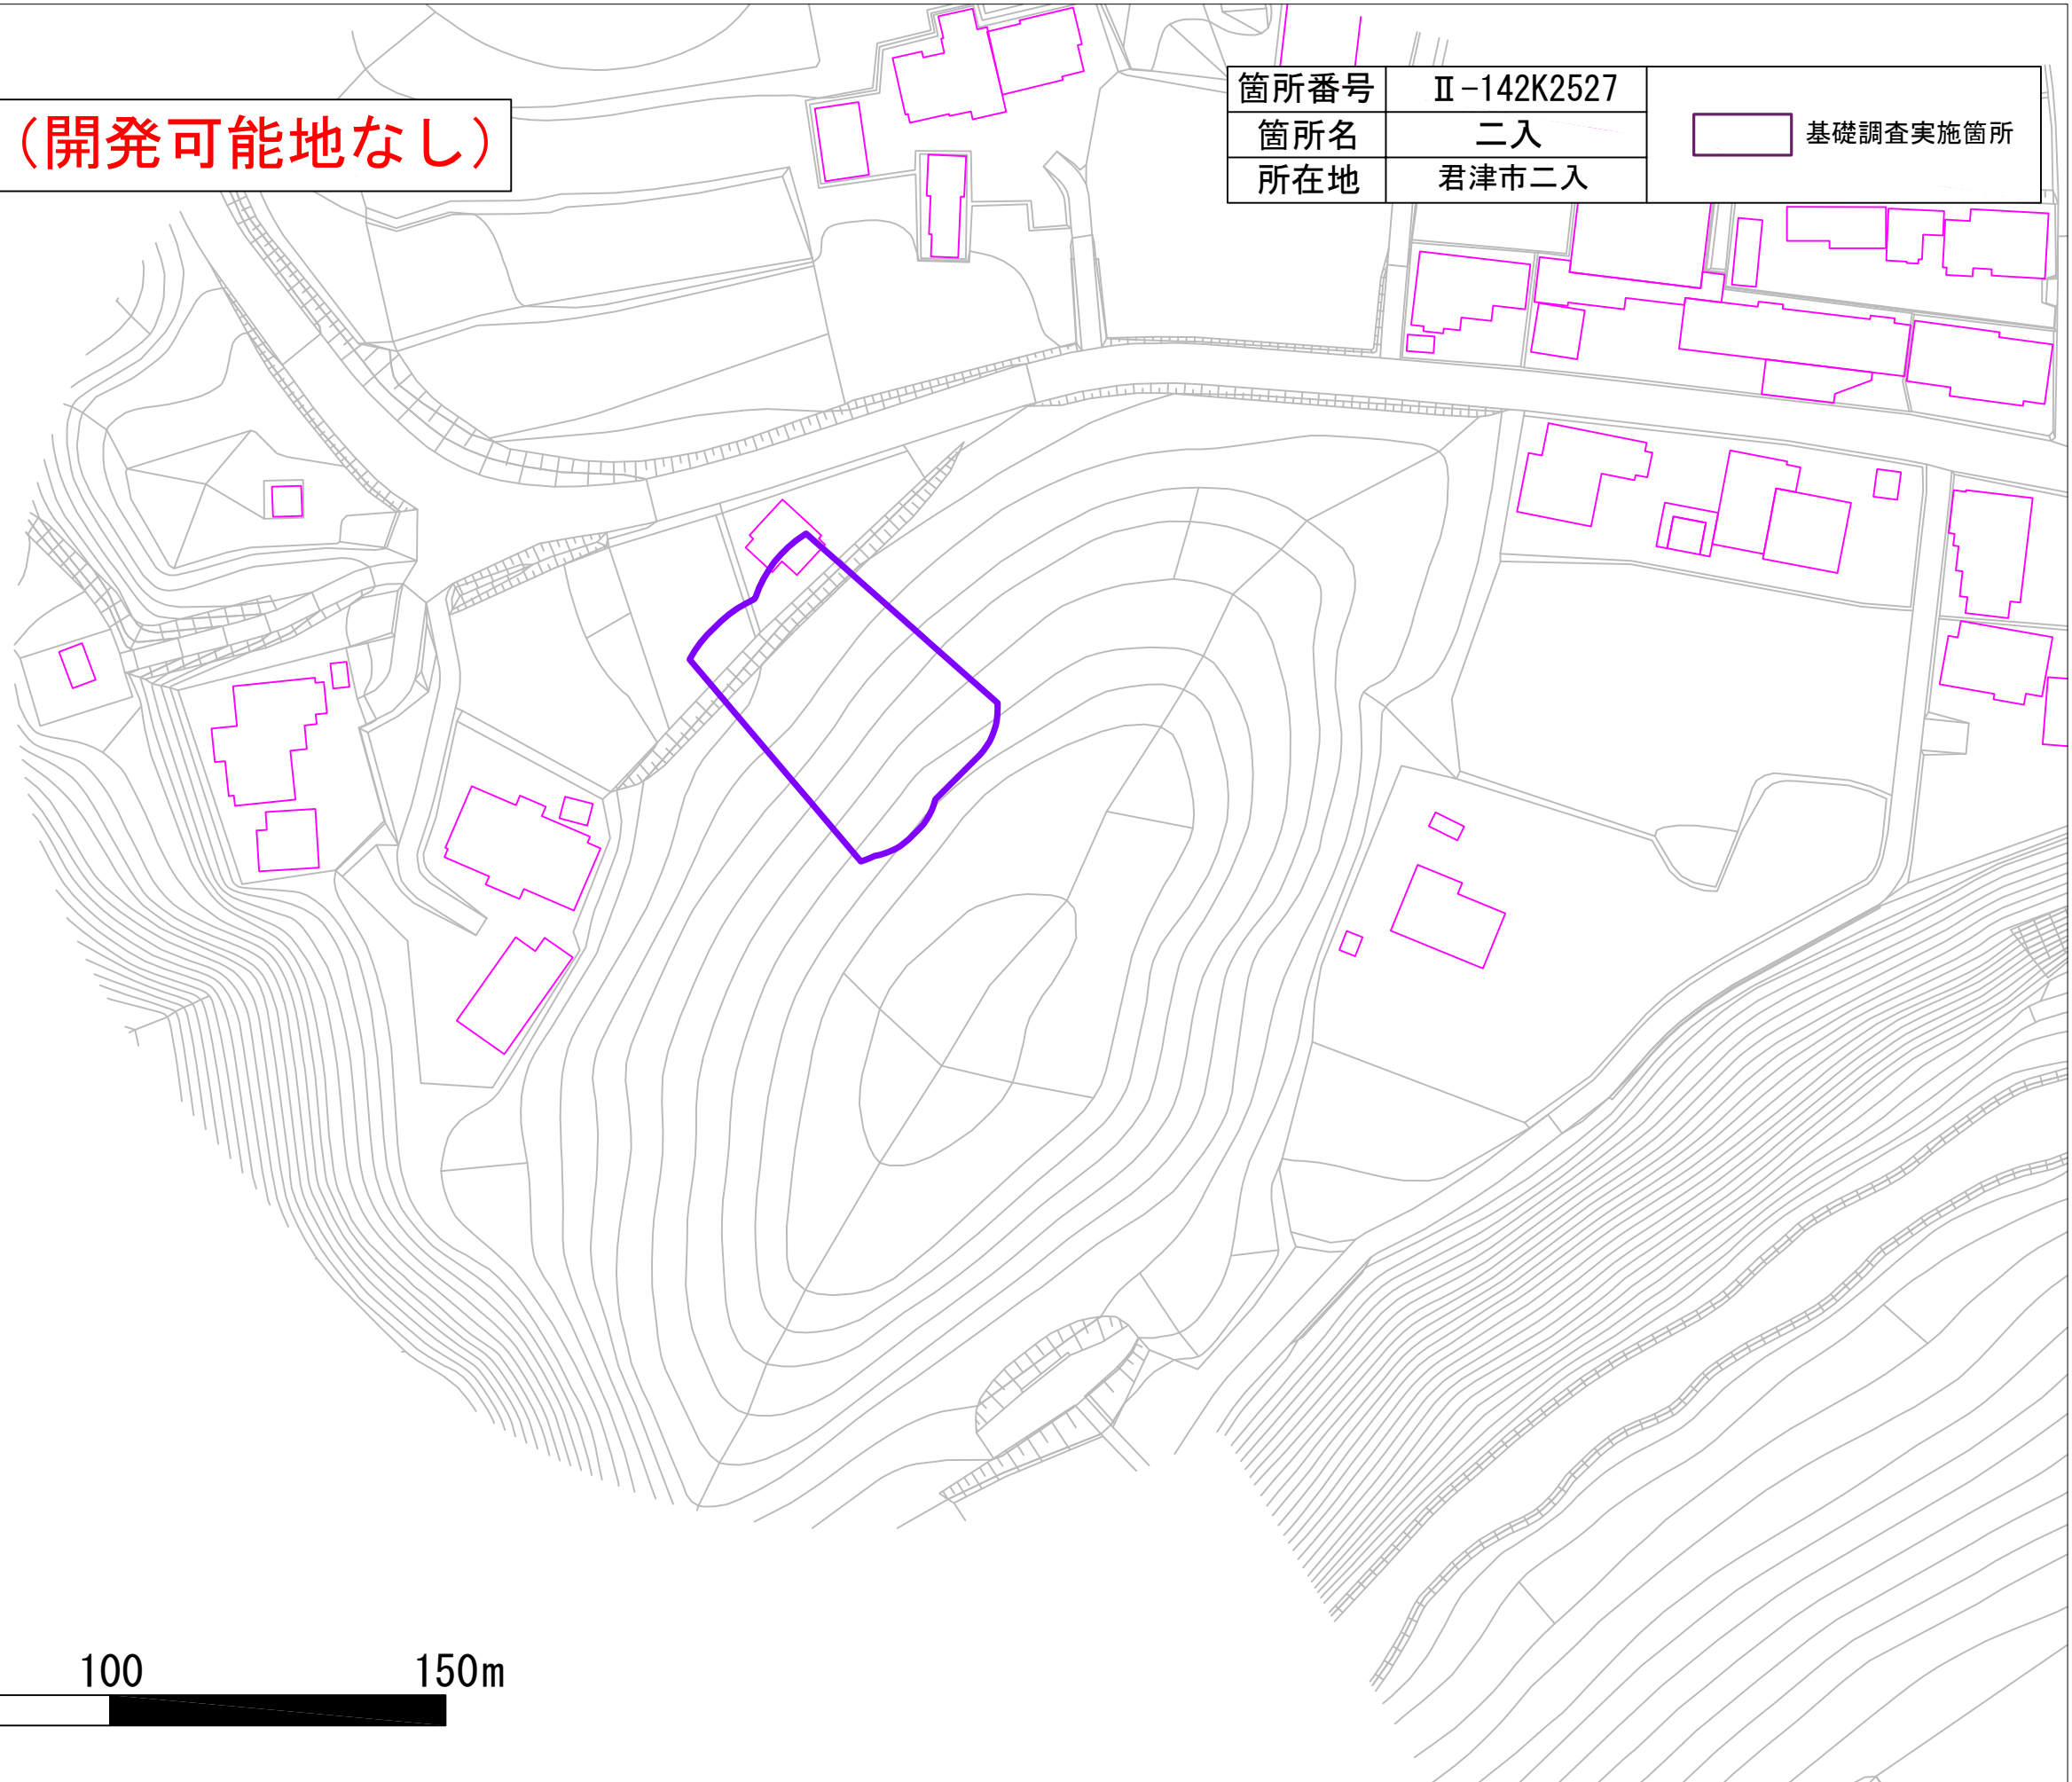 箇所番号 Ⅱ-142K2527
箇所名 二入
所在地 君津市二入
基礎調査実施箇所
(開発可能地なし)
100 150m